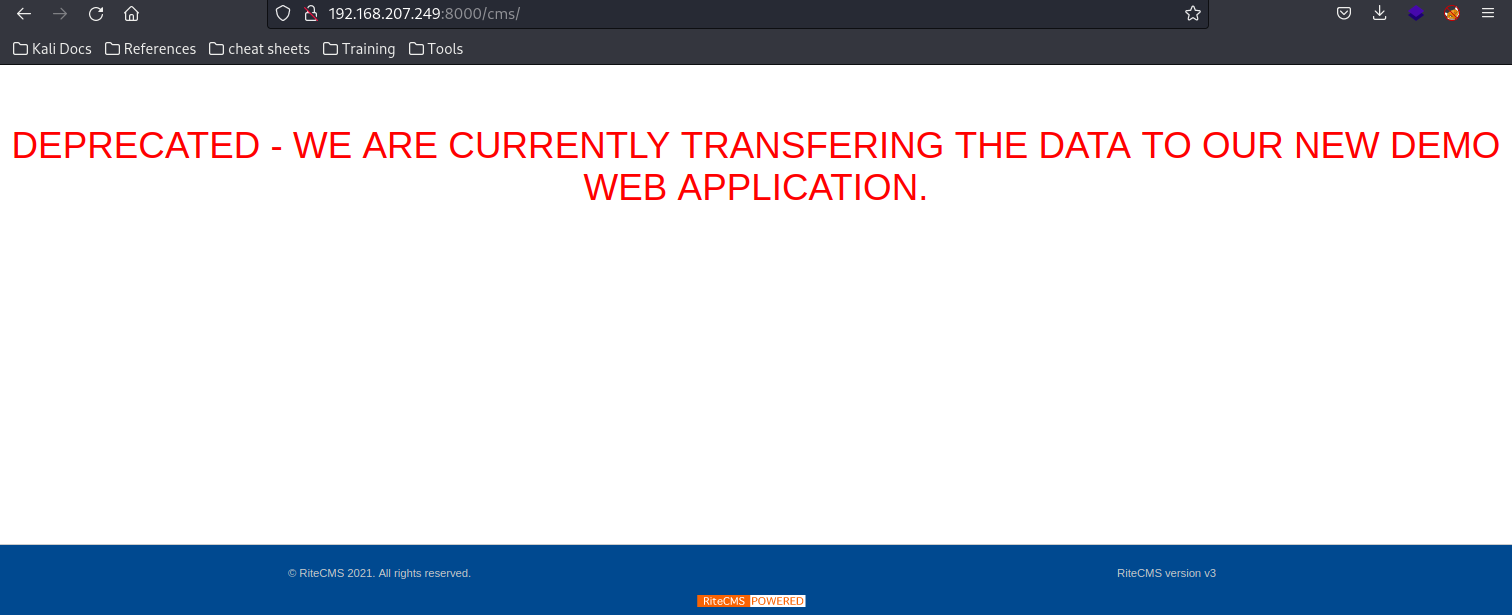 192.168.207.249:8000/cms/
Kali Docs References cheat sheets Training Tools
DEPRECATED - WE ARE CURRENTLY TRANSFERING THE DATA TO OUR NEW DEMO
WEB APPLICATION.
© RiteCMS 2021. All rights reserved. RiteCMS version v3
RiteCMS POWERED